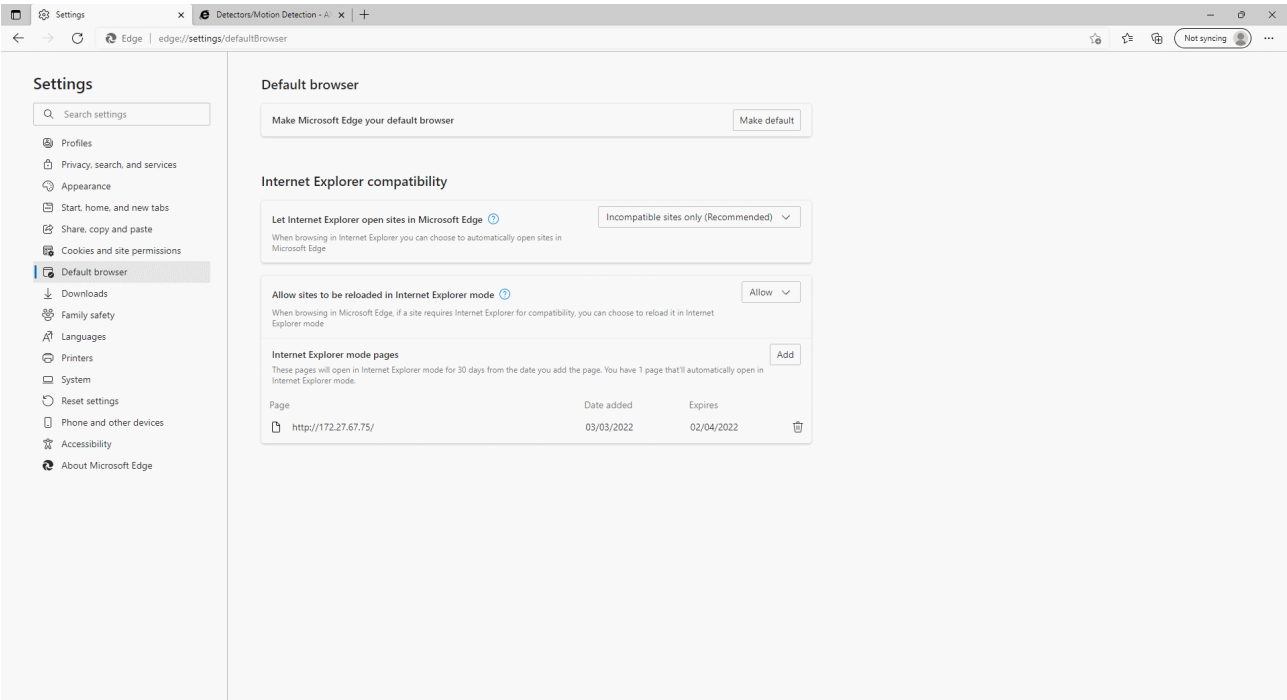 Settings
Detectors/Motion Detection - A
Edge
edge://settings/defaultBrowser
Not syncing
Settings
Search settings
Profiles
Privacy, search, and services
Appearance
Start, home, and new tabs
Share, copy and paste
Cookies and site permissions
Default browser
Downloads
Family safety
Languages
Printers
System
Reset settings
Phone and other devices
Accessibility
About Microsoft Edge
Default browser
Make Microsoft Edge your default browser
Make default
Internet Explorer compatibility
Let Internet Explorer open sites in Microsoft Edge
Incompatible sites only (Recommended)
When browsing in Internet Explorer you can choose to automatically open sites in
Microsoft Edge
Allow sites to be reloaded in Internet Explorer mode
Allow
When browsing in Microsoft Edge, if a site requires Internet Explorer for compatibility, you can choose to reload it in Internet
Explorer mode
Internet Explorer mode pages
Add
These pages will open in Internet Explorer mode for 30 days from the date you add the page. You have 1 page that'll automatically open in
Internet Explorer mode.
Page Date added Expires
http://172.27.67.75/ 03/03/2022 02/04/2022